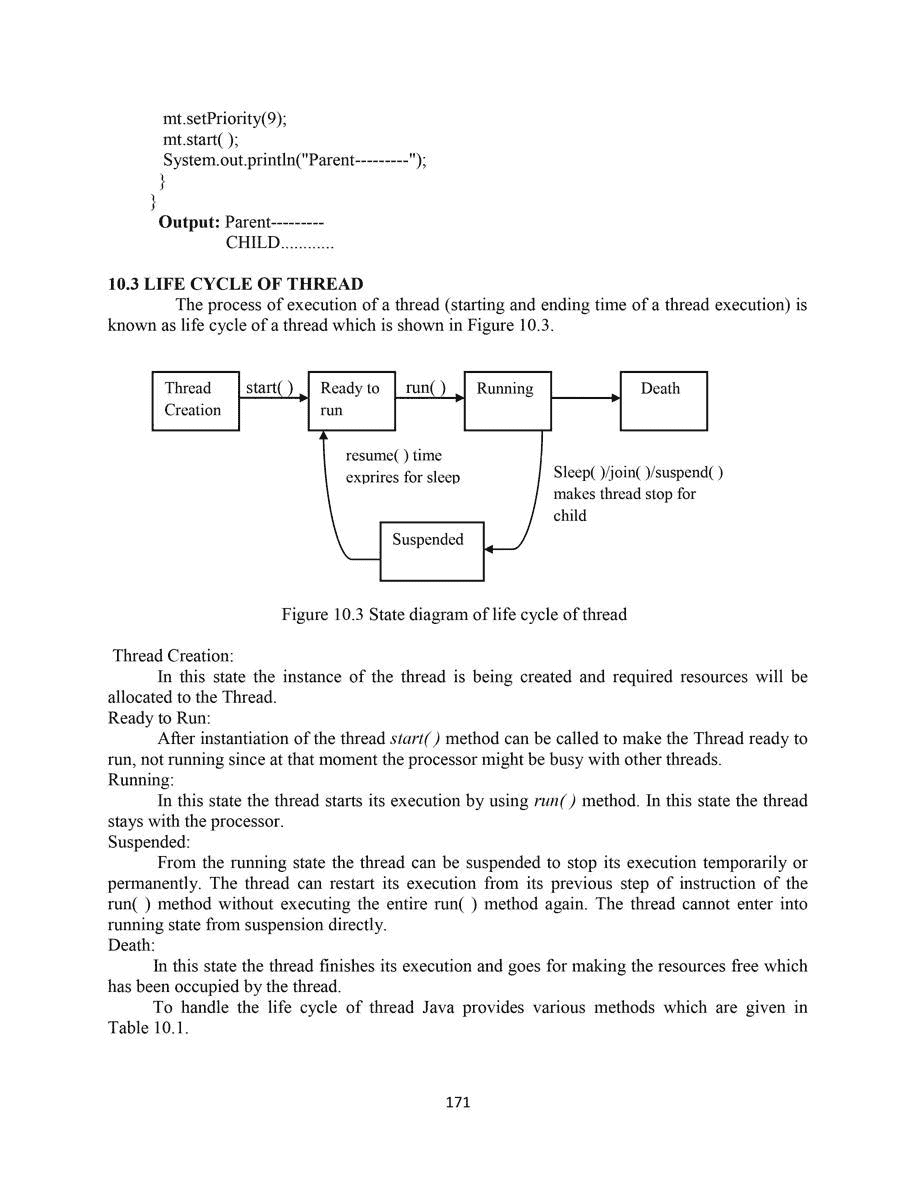 mt.setPriority(9);
mt.start( );
System.out.println("Parent---------");
}
}
Output: Parent---------
CHILD............
10.3 LIFE CYCLE OF THREAD
The process of execution of a thread (starting and ending time of a thread execution) is
known as life cycle of a thread which is shown in Figure 10.3.
Thread
Creation
start( )
Ready to
run
run( )
Running
Death
resume( ) time
exprires for sleep
Sleep( )/join( )/suspend( )
makes thread stop for
child
Suspended
Figure 10.3 State diagram of life cycle of thread
Thread Creation:
In this state the instance of the thread is being created and required resources will be
allocated to the Thread.
Ready to Run:
After instantiation of the thread start( ) method can be called to make the Thread ready to
run, not running since at that moment the processor might be busy with other threads.
Running:
In this state the thread starts its execution by using run( ) method. In this state the thread
stays with the processor.
Suspended:
From the running state the thread can be suspended to stop its execution temporarily or
permanently. The thread can restart its execution from its previous step of instruction of the
run( ) method without executing the entire run( ) method again. The thread cannot enter into
running state from suspension directly.
Death:
In this state the thread finishes its execution and goes for making the resources free which
has been occupied by the thread.
To handle the life cycle of thread Java provides various methods which are given in
Table 10.1.
171